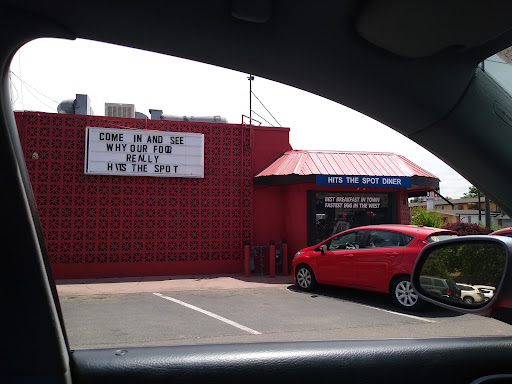 COME IN AND SEE
WHY OUR FOO
REALLY
HITS THE SPOT
HITS THE SPOT DINER
BEST BREAKFAST IN TOWN
FASTEST EGG IN THE WEST